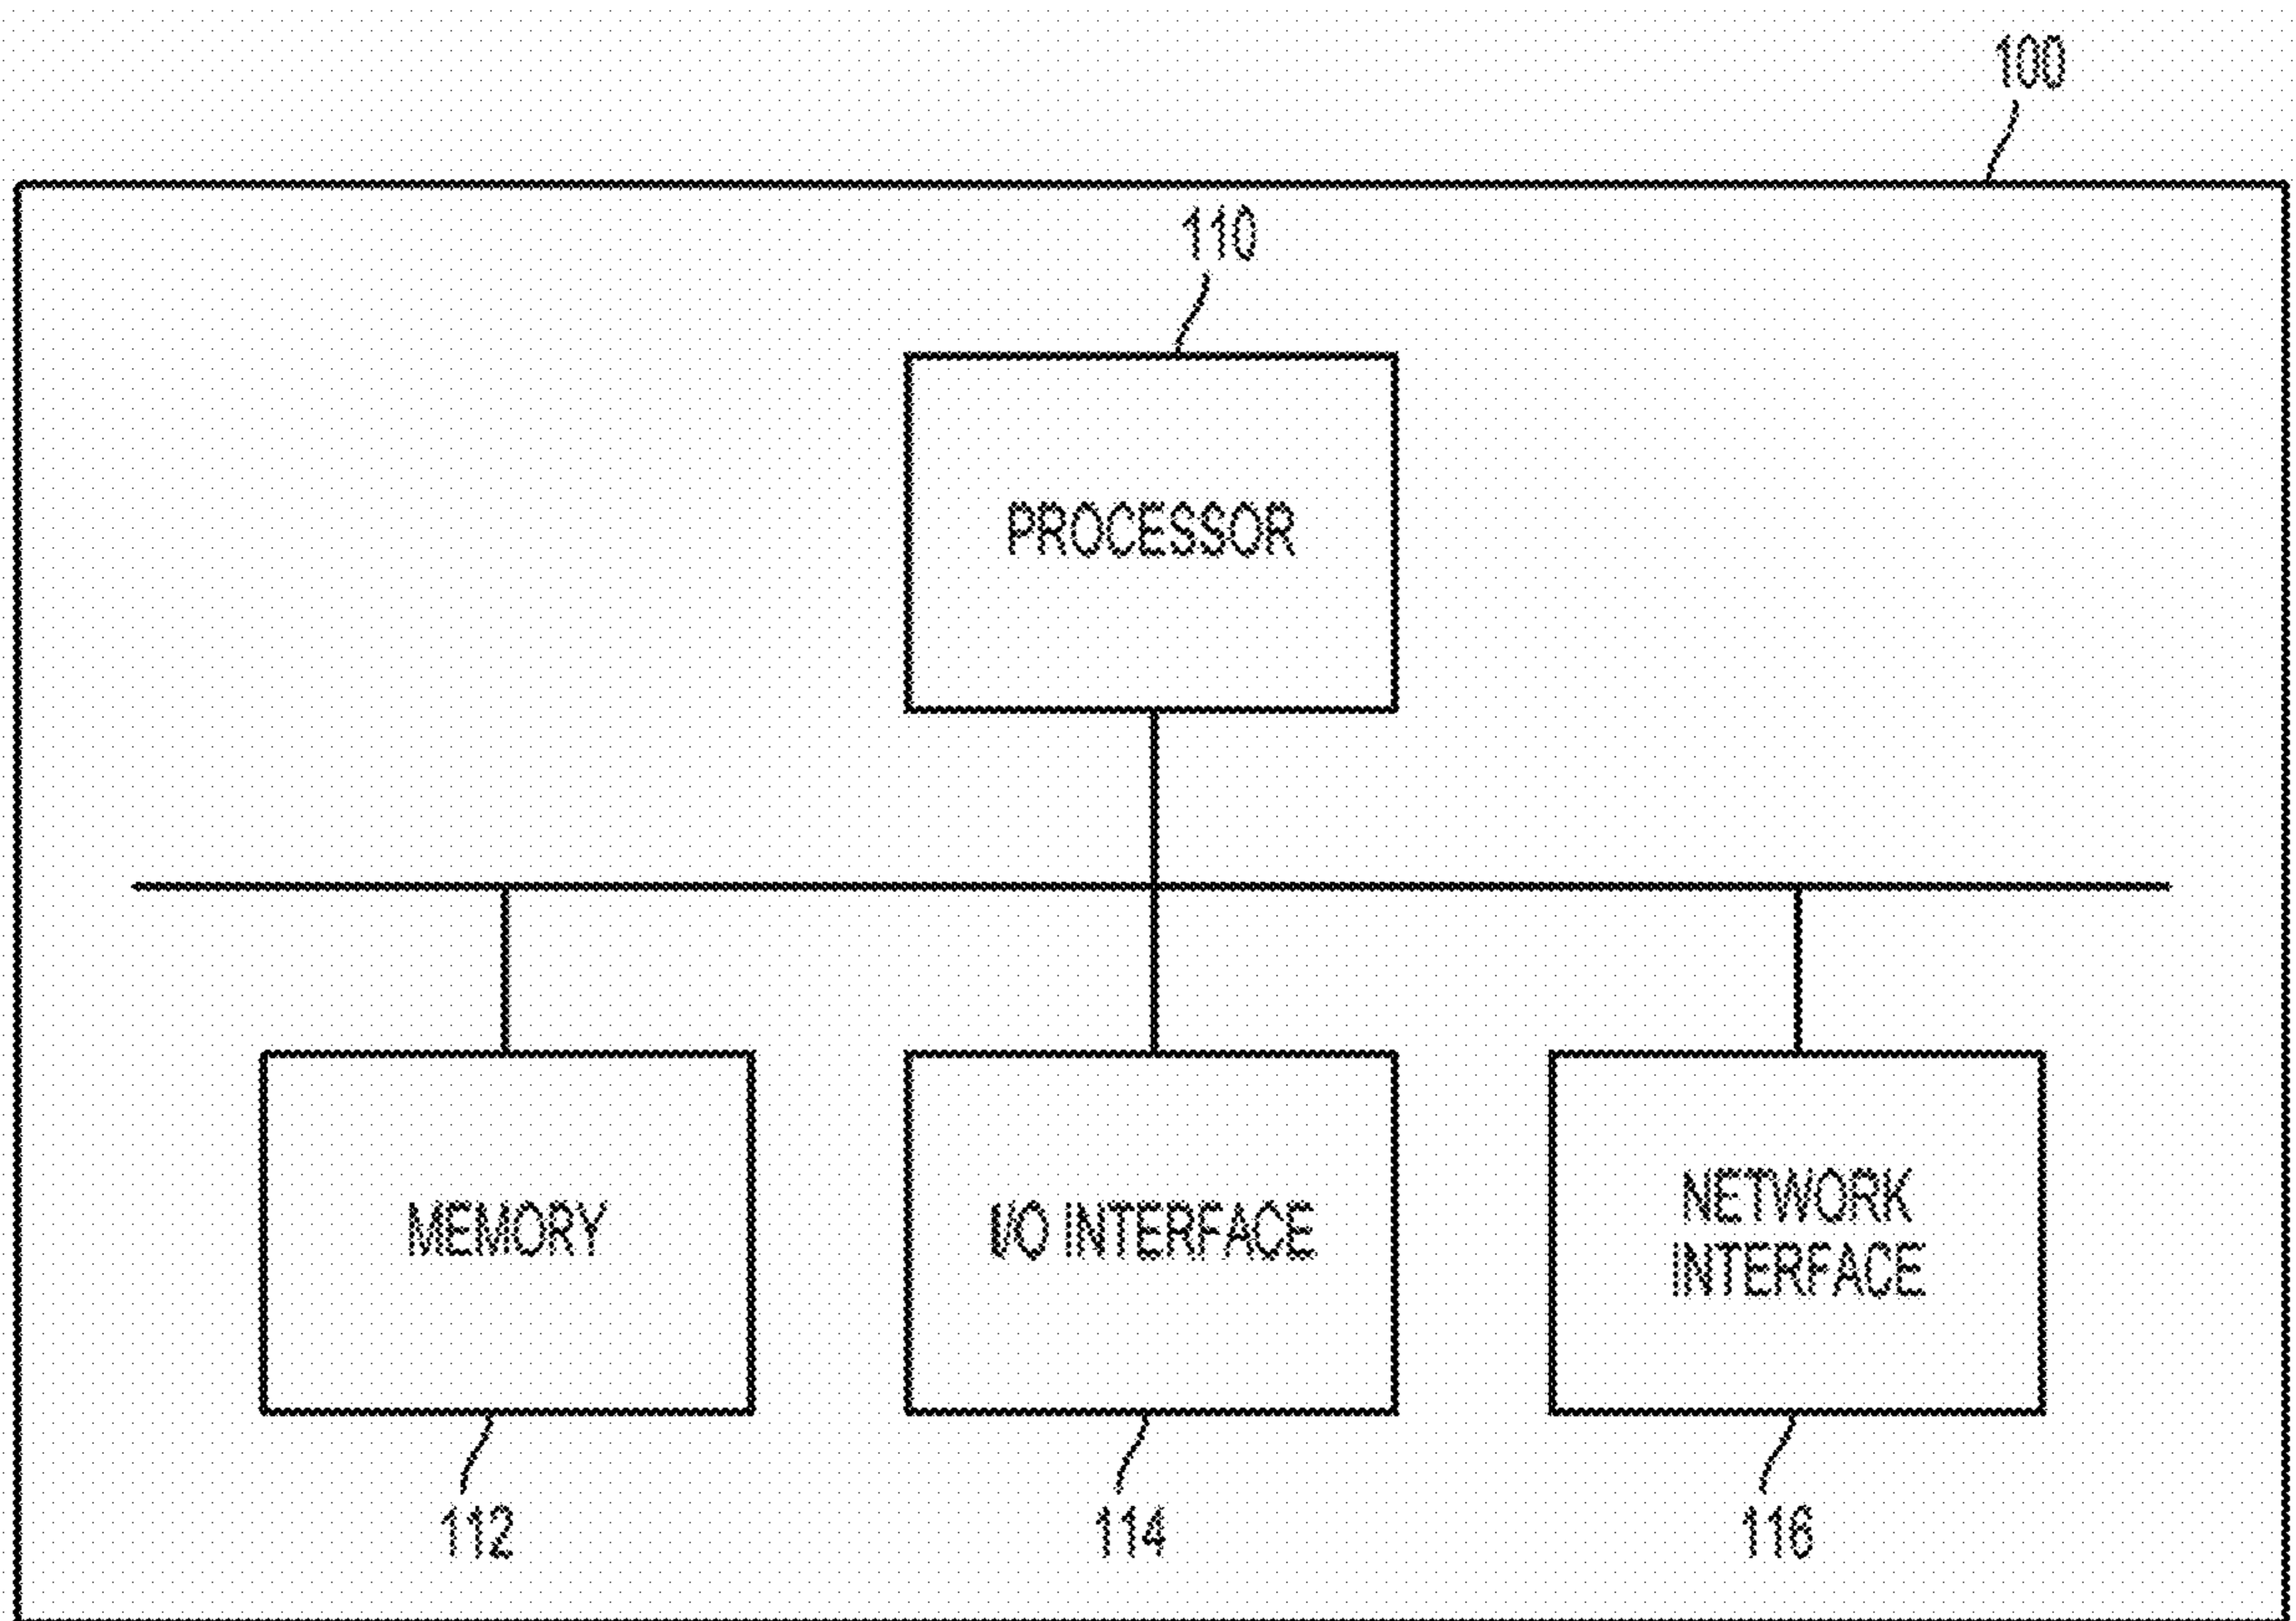 100
110
PROCESSOR
MEMORY
I/O INTERFACE
NETWORK
INTERFACE
112
114
116